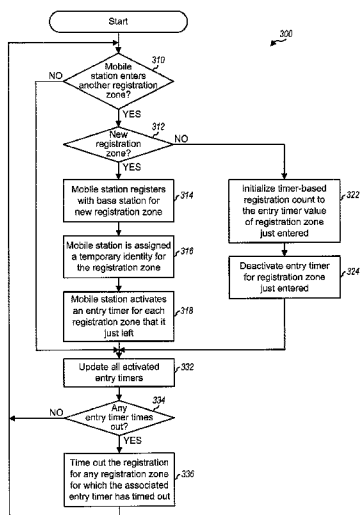 Start
300
Mobile
station enters
another registration
zone?
310
NO
YES
New
registration
zone?
312
NO
YES
Mobile station registers
with base station for
new registration zone
314
Mobile station is assigned
a temporary identity for
the registration zone
316
Mobile station activates
an entry timer for each
registration zone that it
just left
318
Initialize timer-based
registration count to
the entry timer value
of registration zone
just entered
322
Deactivate entry timer
for registration zone
just entered
324
Update all activated
entry timers
332
Any
entry timer times
out?
334
NO
YES
Time out the registration
for any registration zone
for which the associated
entry timer has timed out
336